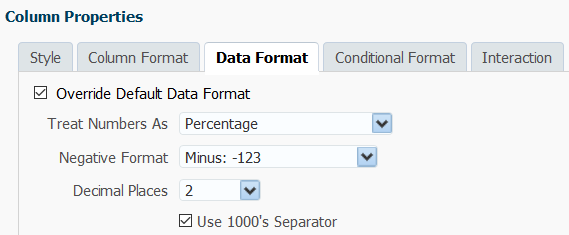 Column Properties
Style Column Format Data Format Conditional Format Interaction
Override Default Data Format
Treat Numbers As Percentage
Negative Format Minus: -123
Decimal Places 2
Use 1000's Separator